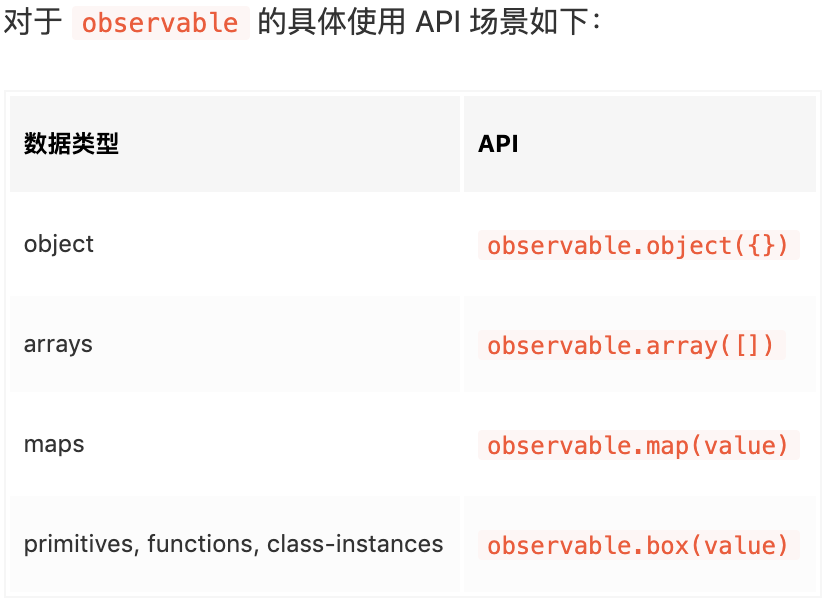 对于 observable 的具体使用 API 场景如下：
数据类型 API
object observable.object({})
arrays observable.array([])
maps observable.map(value)
primitives, functions, class-instances observable.box(value)